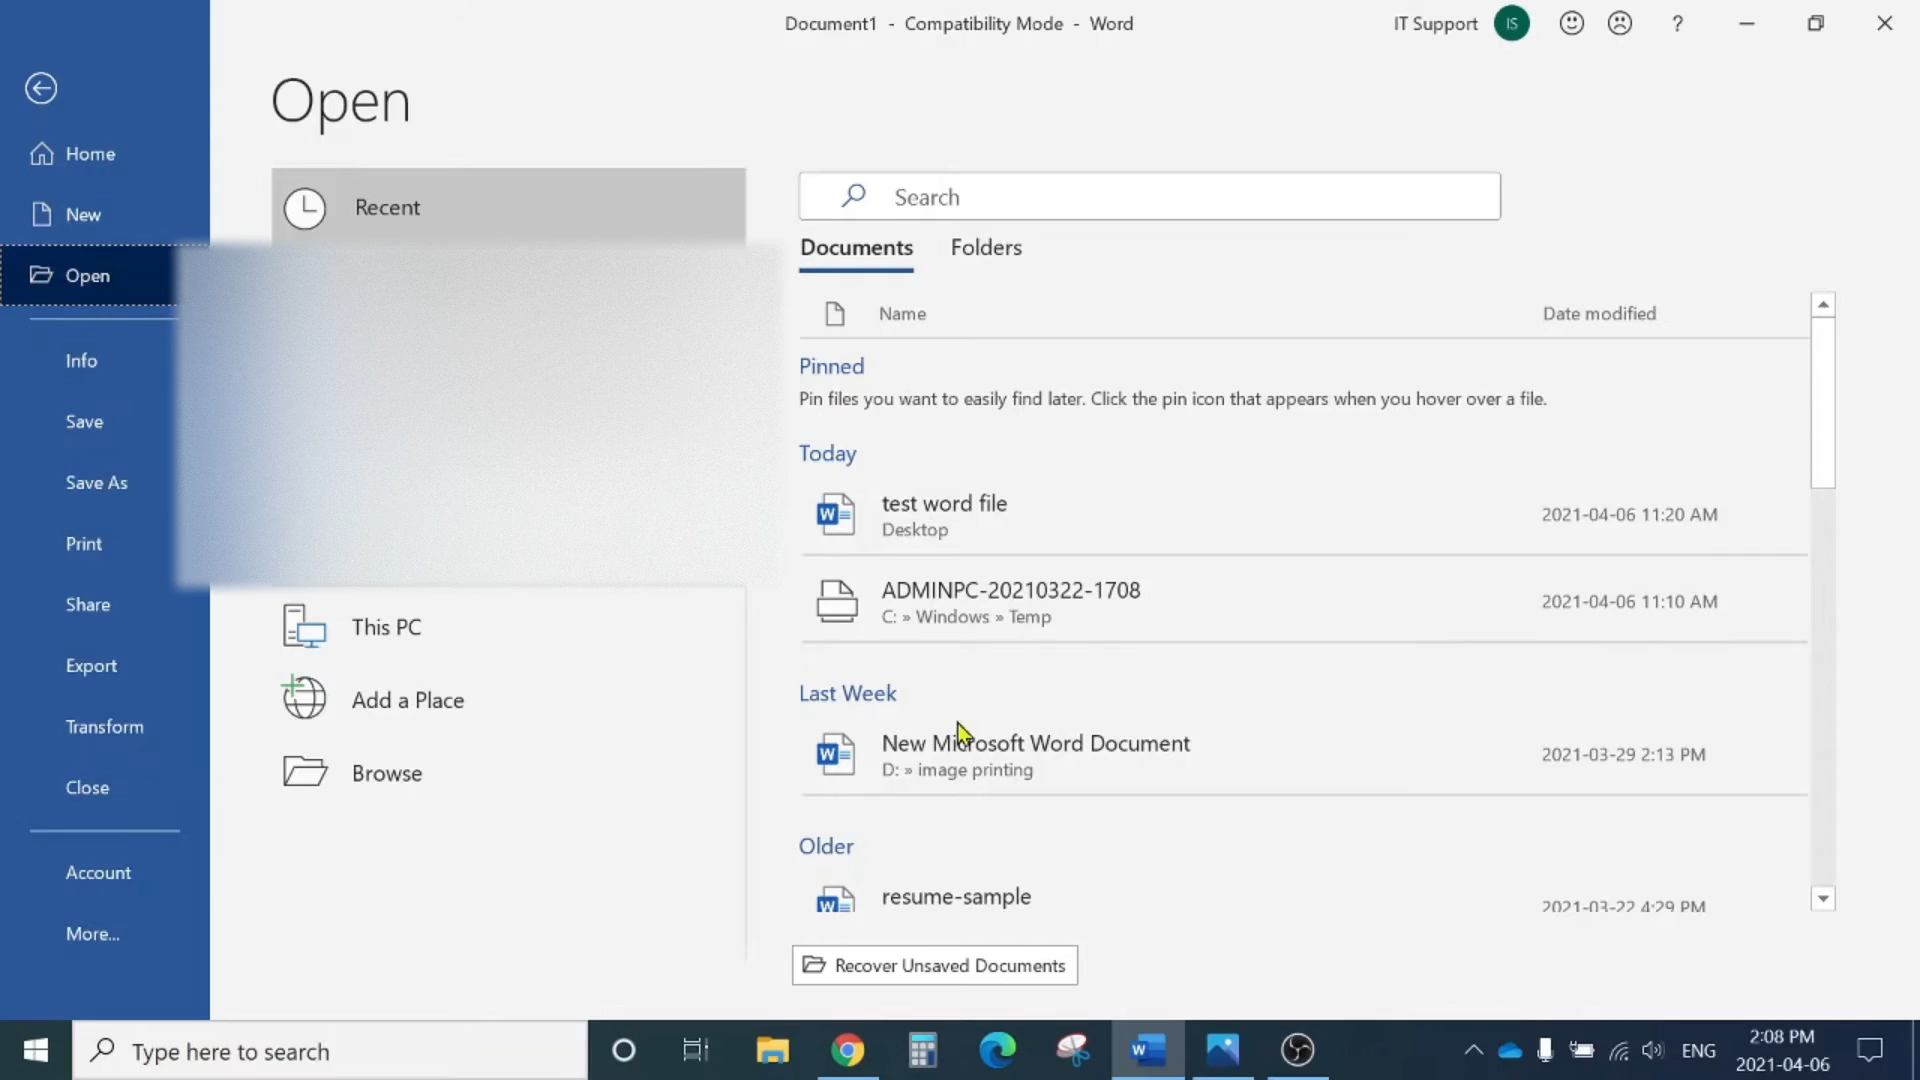 Document1 - Compatibility Mode - Word
IT Support
IS
?
Open
Home
New
Open
Info
Save
Save As
Print
Share
Export
Transform
Close
Account
More...
Recent
This PC
Add a Place
Browse
Search
Documents Folders
Name Date modified
Pinned
Pin files you want to easily find later. Click the pin icon that appears when you hover over a file.
Today
test word file
Desktop
2021-04-06 11:20 AM
ADMINPC-20210322-1708
C: » Windows » Temp
2021-04-06 11:10 AM
Last Week
New Microsoft Word Document
D: » image printing
2021-03-29 2:13 PM
Older
resume-sample
2021-03-22 4:29 PM
Recover Unsaved Documents
Type here to search
ENG
2:08 PM
2021-04-06